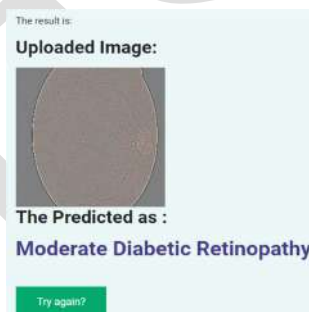 The result is:
Uploaded Image:
The Predicted as :
Moderate Diabetic Retinopathy
Try again?